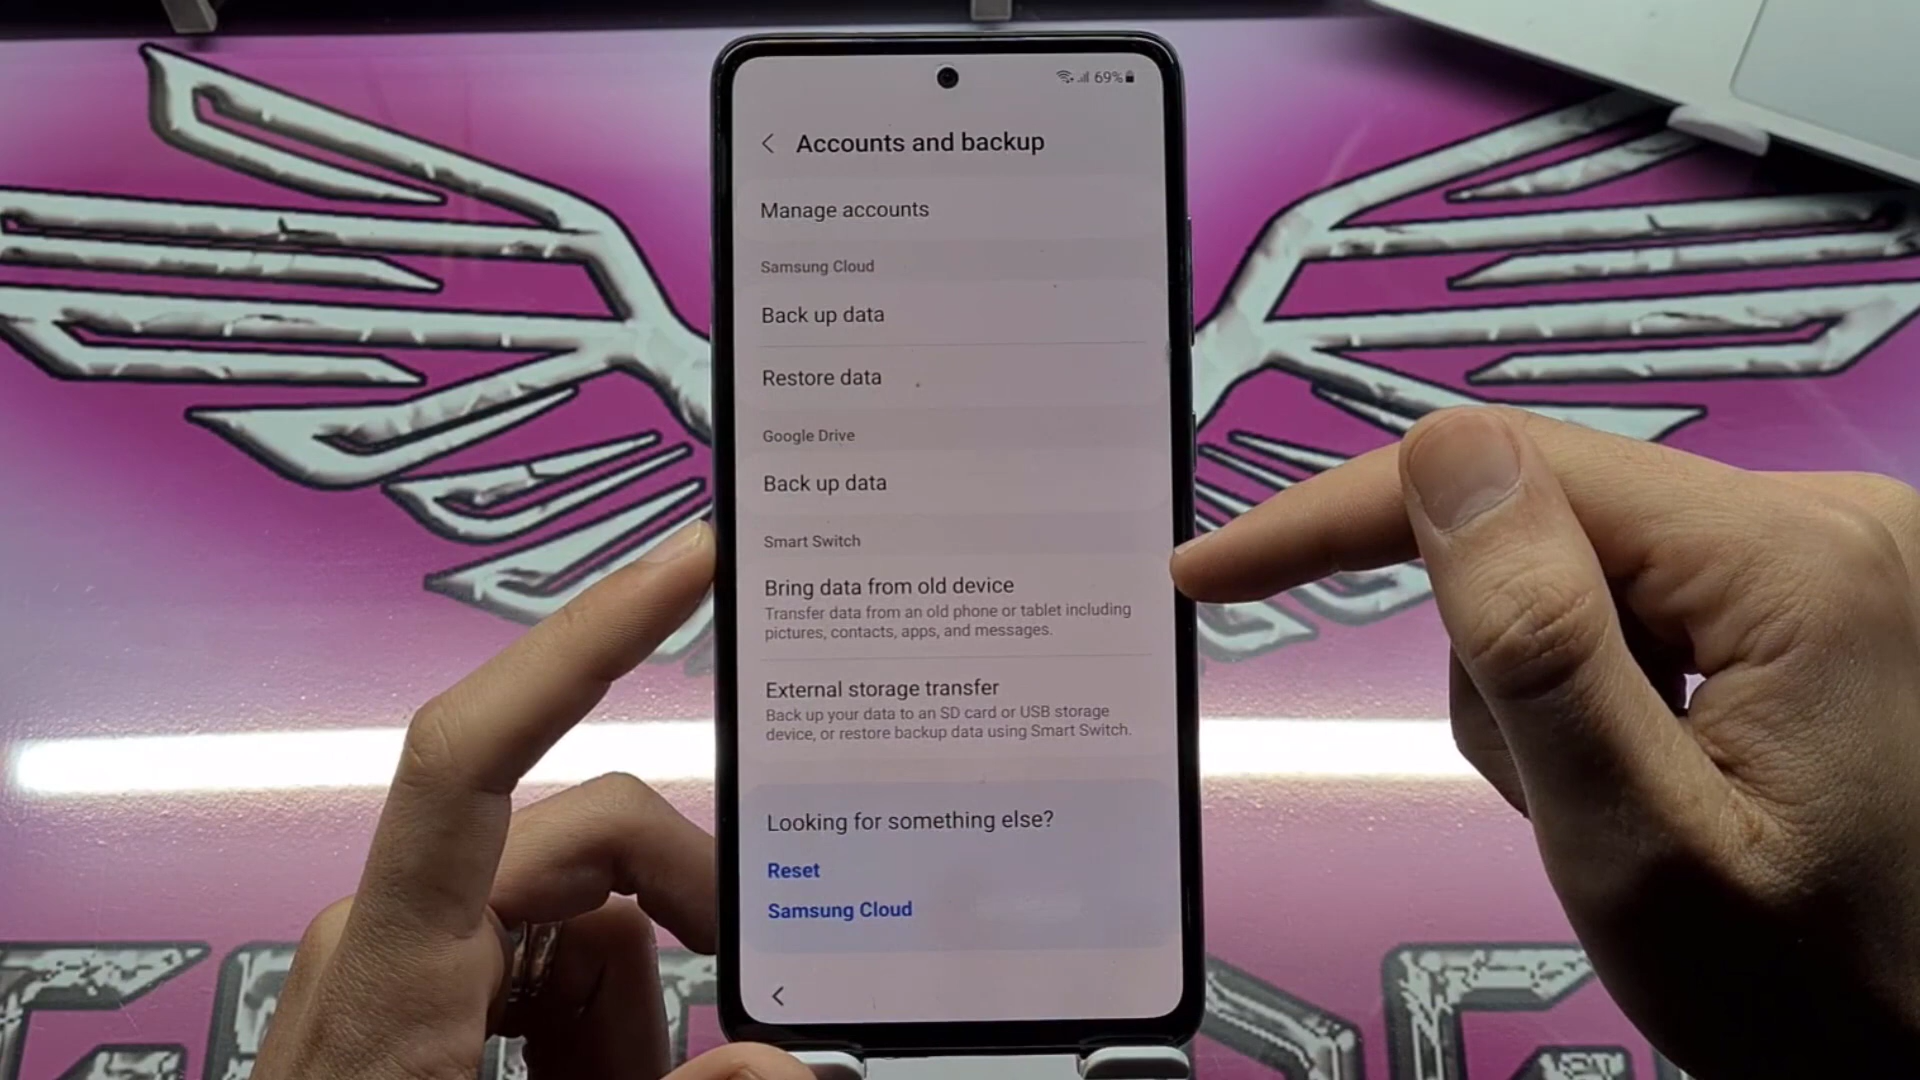 69%
Accounts and backup
Manage accounts
Samsung Cloud
Back up data
Restore data
Google Drive
Back up data
Smart Switch
Bring data from old device
Transfer data from an old phone or tablet including
pictures, contacts, apps, and messages.
External storage transfer
Back up your data to an SD card or USB storage
device, or restore backup data using Smart Switch.
Looking for something else?
Reset
Samsung Cloud